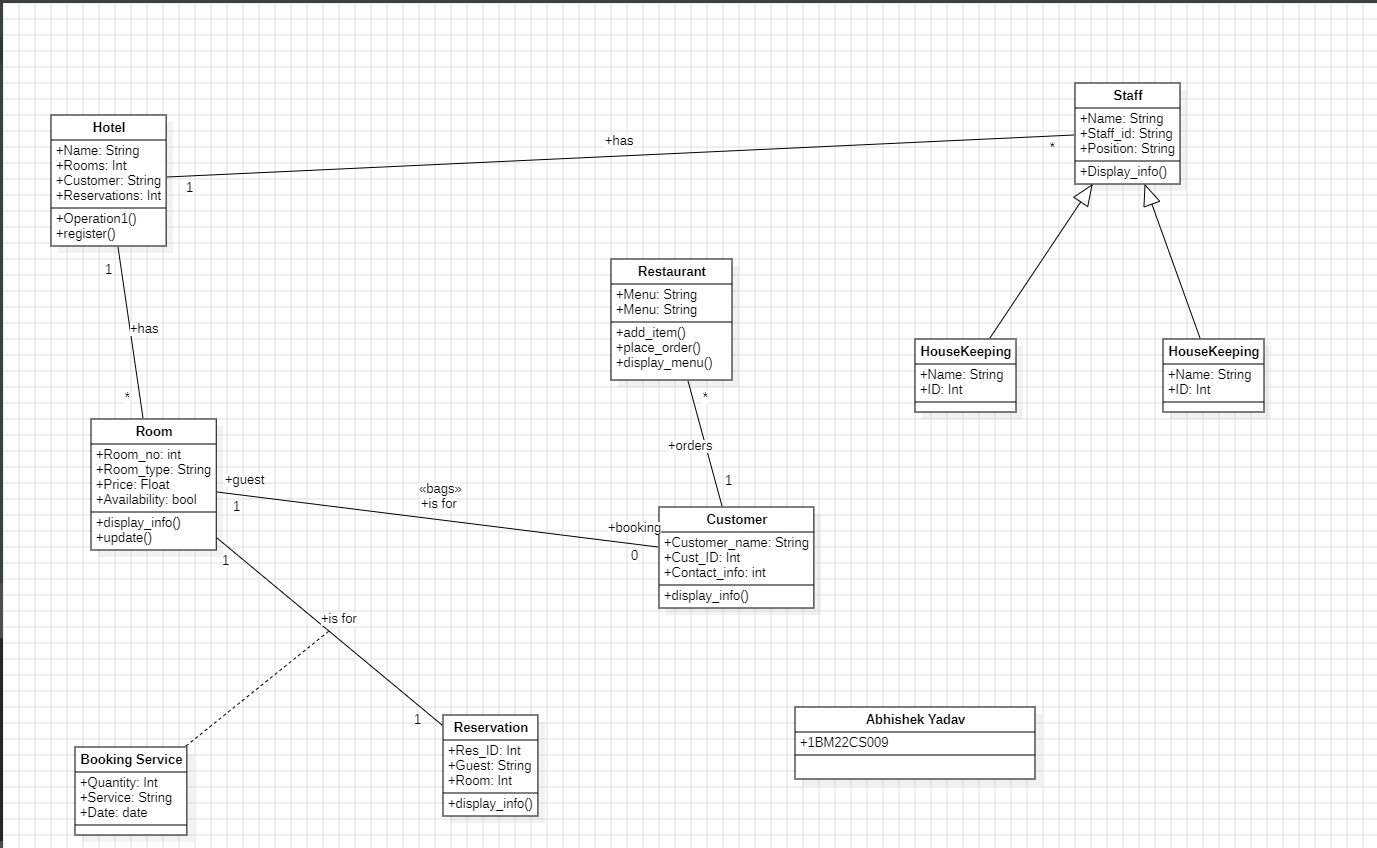 Staff
+Name: String
+Staff_id: String
+Position: String
+Display_info()
Hotel
+Name: String
+Rooms: Int
+Customer: String
+Reservations: Int
+Operation1()
+register()
+has
*
1
1
+has
*
Restaurant
+Menu: String
+Menu: String
+add_item()
+place_order()
+display_menu()
*
+orders
1
HouseKeeping
+Name: String
+ID: Int
HouseKeeping
+Name: String
+ID: Int
Room
+Room_no: int
+Room_type: String
+Price: Float
+Availability: bool
+display_info()
+update()
+guest
1
«bags»
+is for
+booking
0
Customer
+Customer_name: String
+Cust_ID: Int
+Contact_info: int
+display_info()
1
+is for
1
Reservation
+Res_ID: Int
+Guest: String
+Room: Int
+display_info()
Booking Service
+Quantity: Int
+Service: String
+Date: date
Abhishek Yadav
+1BM22CS009